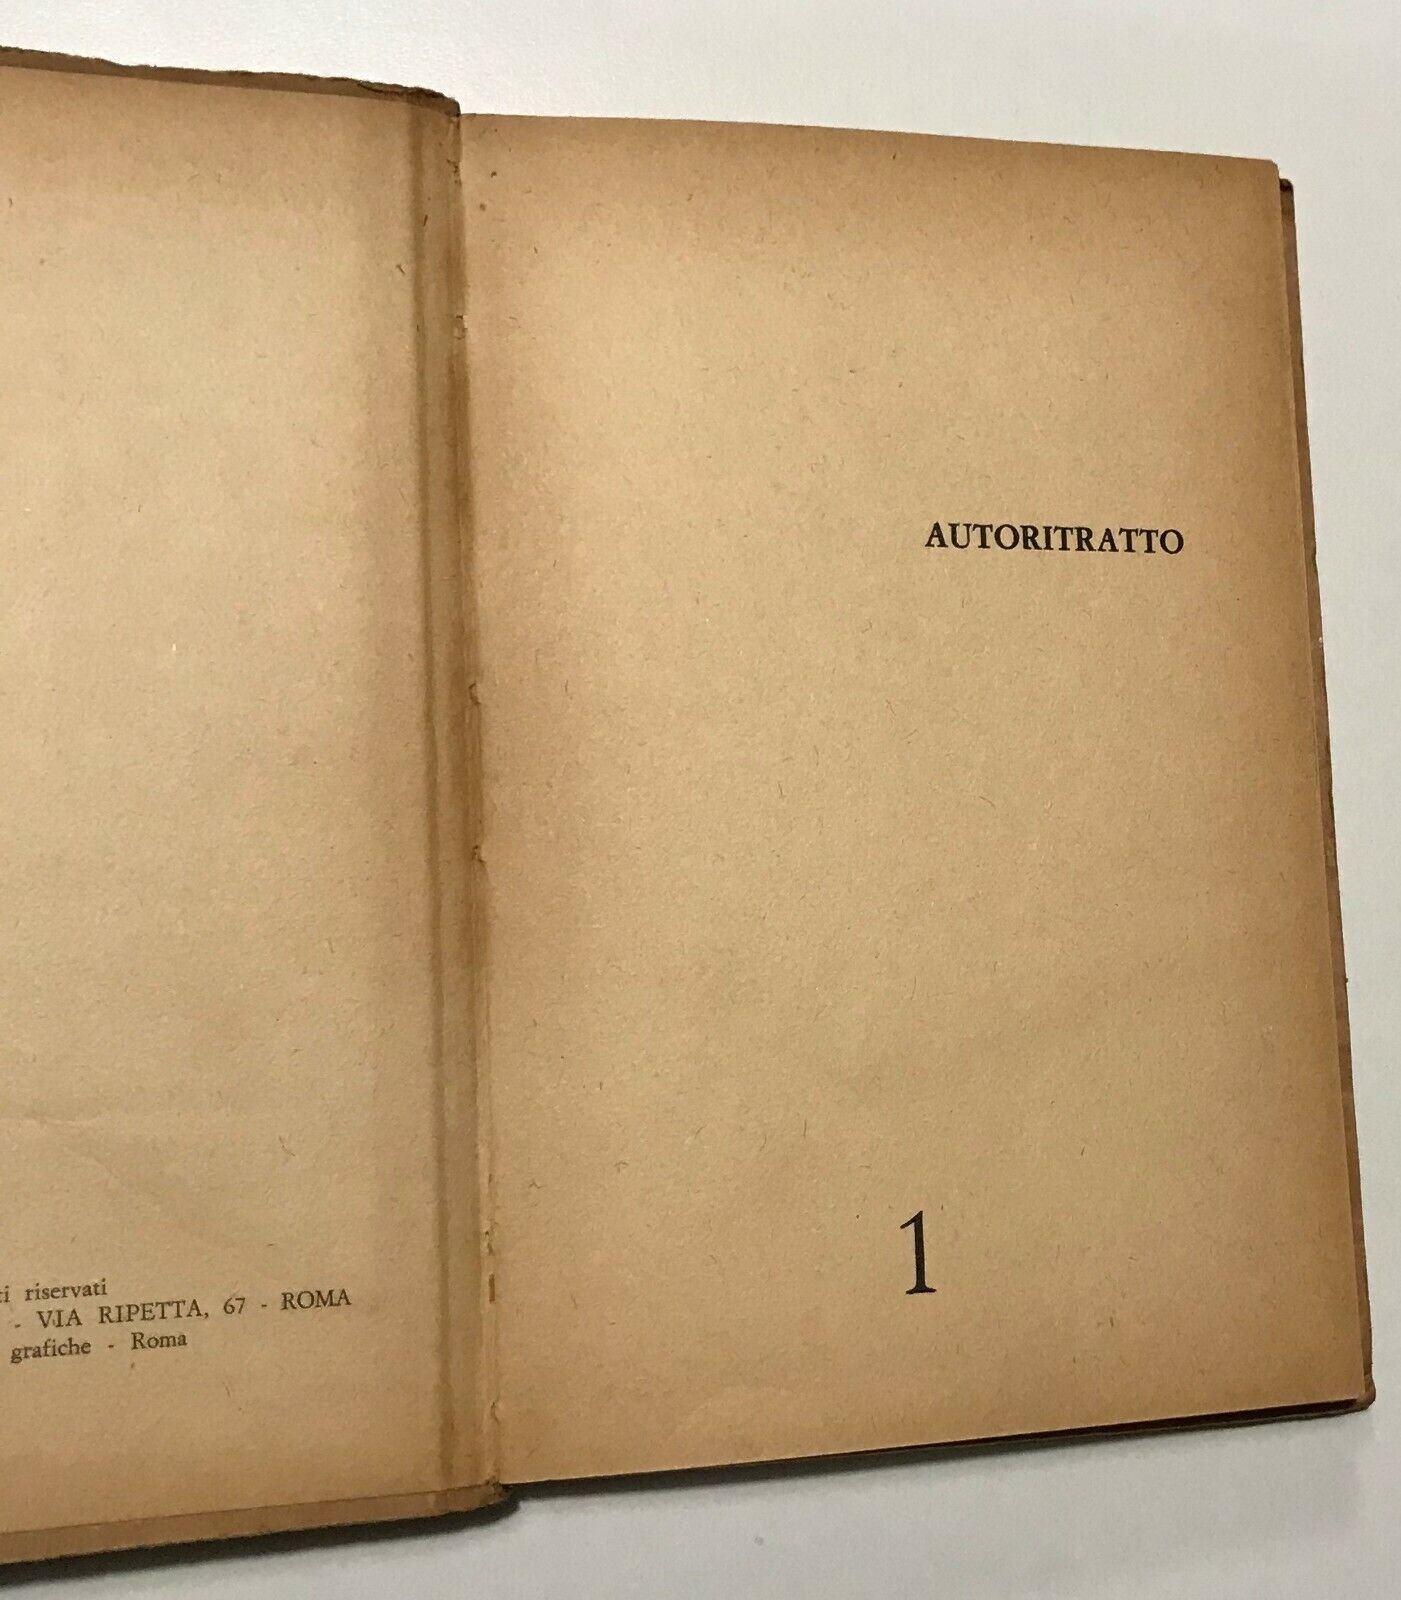 riservati
- VIA RIPETTA, 67 - ROMA
grafiche - Roma
AUTORITRATTO
1